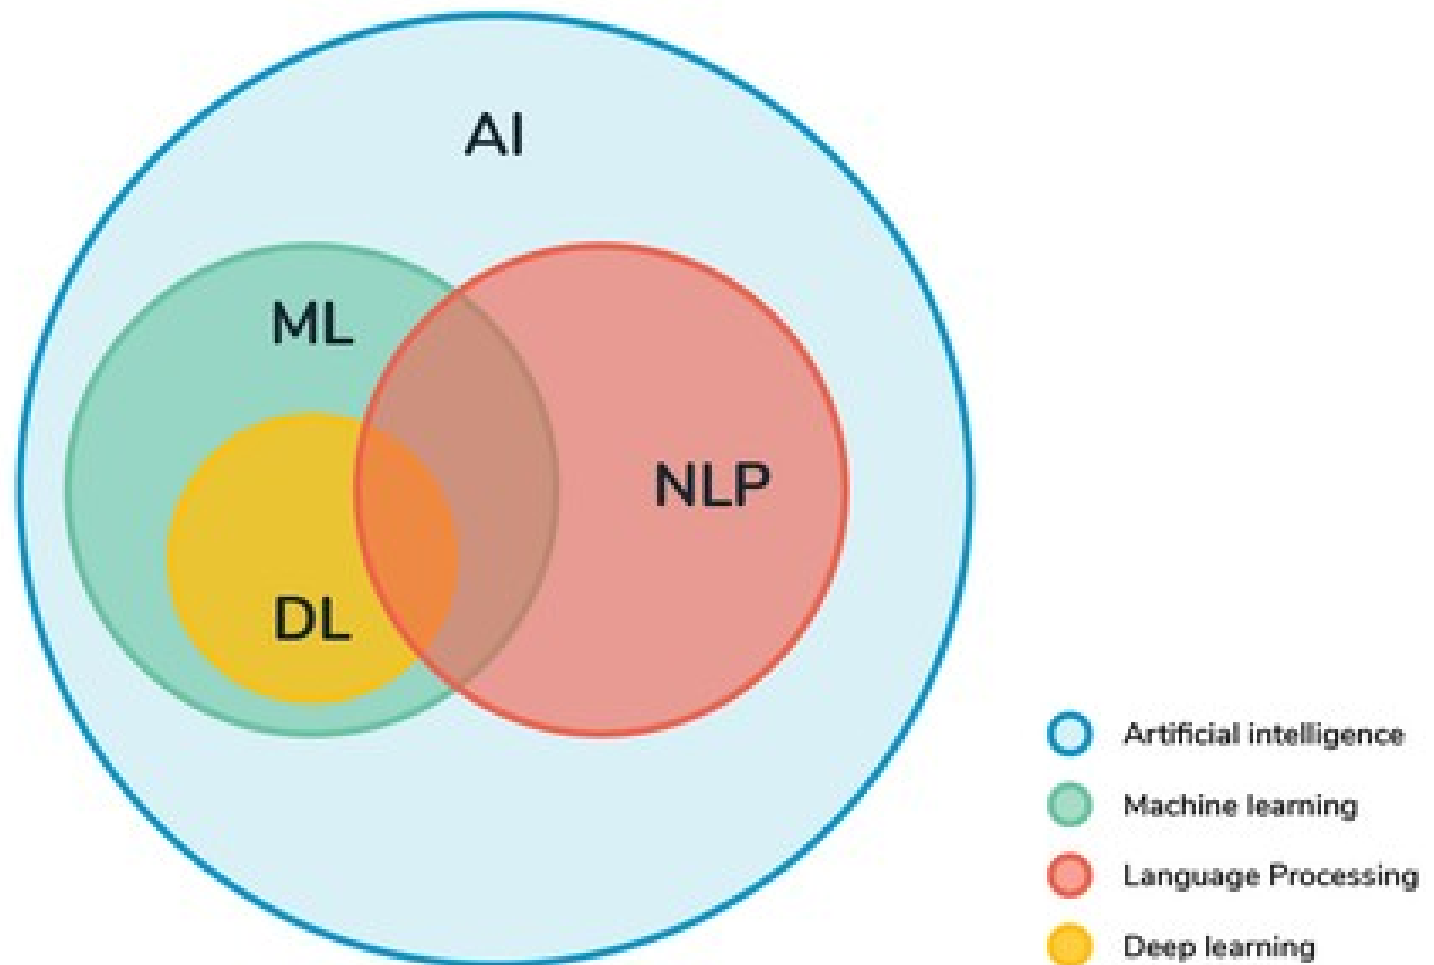 AI
ML
NLP
DL
Artificial intelligence
Machine learning
Language Processing
Deep learning